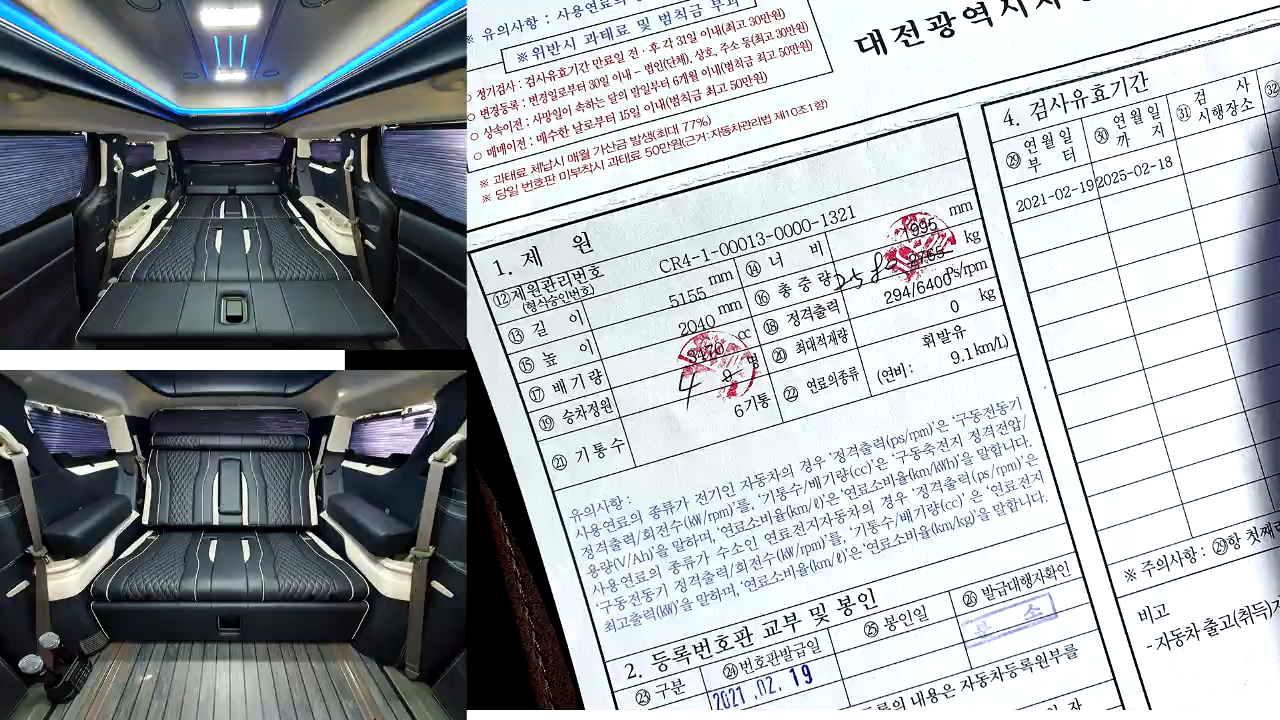 ※ 유의사항 : 사용연료의
※ 위반시 과태료 및 범칙금 부과
○ 정기검사 : 검사유효기간 만료일 전·후 각 31일 이내(최고 30만원)
○ 변경등록 : 변경일로부터 30일 이내 – 법인(단체), 상호, 주소 등(최고 30만원)
○ 상속이전 : 사망일이 속하는 달의 말일부터 6개월 이내(범칙금 최고 50만원)
○ 매매이전 : 매수한 날로부터 15일 이내(범칙금 최고 50만원)
※ 과태료 체납시 매월 가산금 발생(최대 77%)
※ 당일 번호판 미부착시 과태료 50만원(근거:자동차관리법 제10조1항)
대전광역시
1. 제 원
⑫ 제원관리번호
(형식승인번호)
CR4-1-00013-0000-1321
⑬ 길 이 5155 mm
⑭ 너 비 1995 mm
⑮ 높 이 2040 mm
⑯ 총 중 량 2765 kg
⑰ 배 기 량 3470 cc
⑱ 정격출력 294/6400 Ps/rpm
⑲ 승차정원 4 명
⑳ 최대적재량 0 kg
㉑ 기 통 수 6기통
㉒ 연료의종류 휘발유
(연비: 9.1 km/L)
유의사항 :
사용연료의 종류가 전기인 자동차의 경우 '정격출력(ps/rpm)'은 '구동전동기
정격출력/회전수(kW/rpm)'를, '기통수/배기량(cc)'은 '구동축전지 정격전압/
용량(V/Ah)'을 말하며, '연료소비율(km/ℓ)'은 '연료소비율(km/kWh)'을 말합니다.
사용연료의 종류가 수소인 연료전지자동차의 경우 '정격출력(ps/rpm)'은
'구동전동기 정격출력/회전수(kW/rpm)'를, '기통수/배기량(cc)'은 '연료전지
최고출력(kW)'을 말하며, '연료소비율(km/ℓ)'은 '연료소비율(km/kg)'을 말합니다.
2. 등록번호판 교부 및 봉인
㉓ 구분
㉔ 번호판발급일
㉕ 봉인일
㉖ 발급대행자확인
2021 .02. 19
의 내용은 자동차등록원부를
4. 검사유효기간
㉙ 연월일
부 터
㉚ 연월일
까 지
㉛ 검 사
시행장소
㉜
2021-02-19 2025-02-18
※ 주의사항 : ㉙항 첫째
비고
- 자동차 출고(취득)